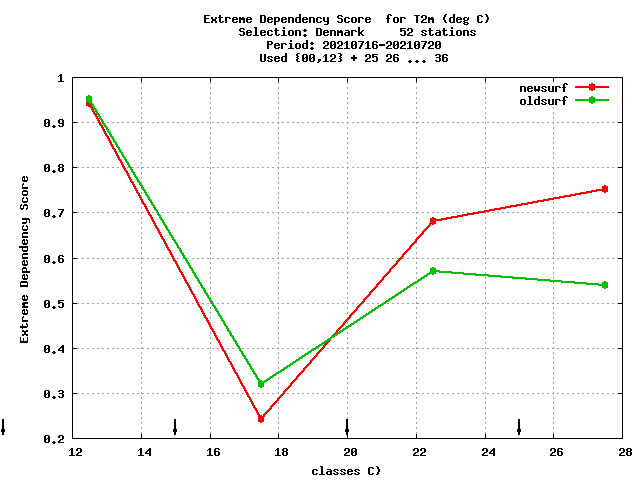 Extreme Dependency Score for T2m (deg C)
Selection: Denmark 52 stations
Period: 20210716-20210720
Used {00,12} + 25 26 ... 36
newsurf
oldsurf
1
0.9
0.8
0.7
0.6
0.5
0.4
0.3
0.2
Extreme Dependency Score
12 14 16 18 20 22 24 26 28
classes C)